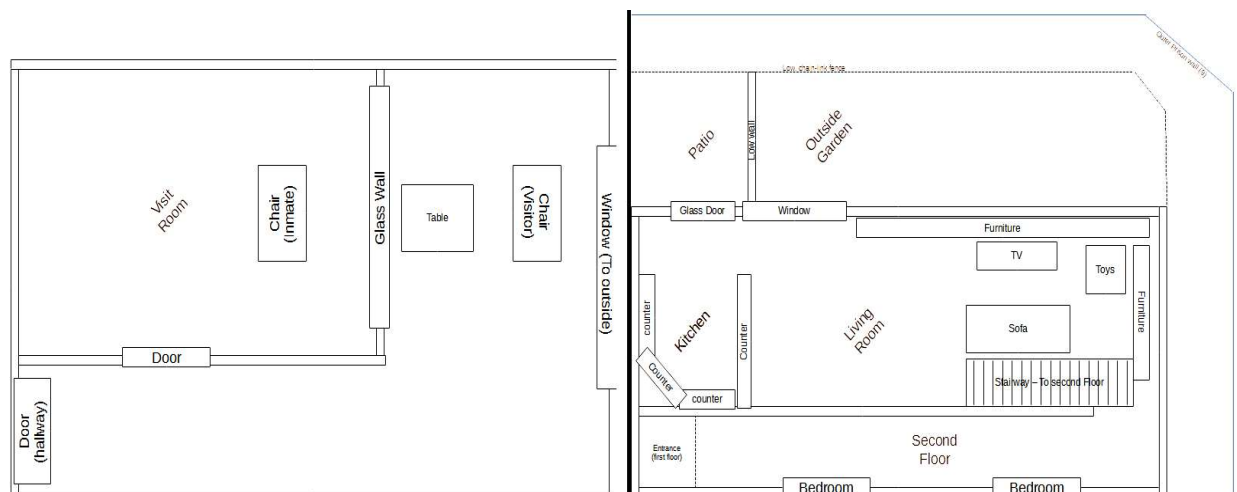 Visit
Room
Chair
(Inmate)
Glass Wall
Table
Chair
(Visitor)
Window (To outside)
Door
Door
(hallway)
Outer Prison wall (5)
Low chain-link fence
Patio
Low wall
Outside
Garden
Glass Door
Window
Furniture
TV
Toys
Furniture
counter
Kitchen
Counter
Living
Room
Sofa
Counter
counter
Stairway – To second Floor
Entrance
(first floor)
Second
Floor
Bedroom
Bedroom